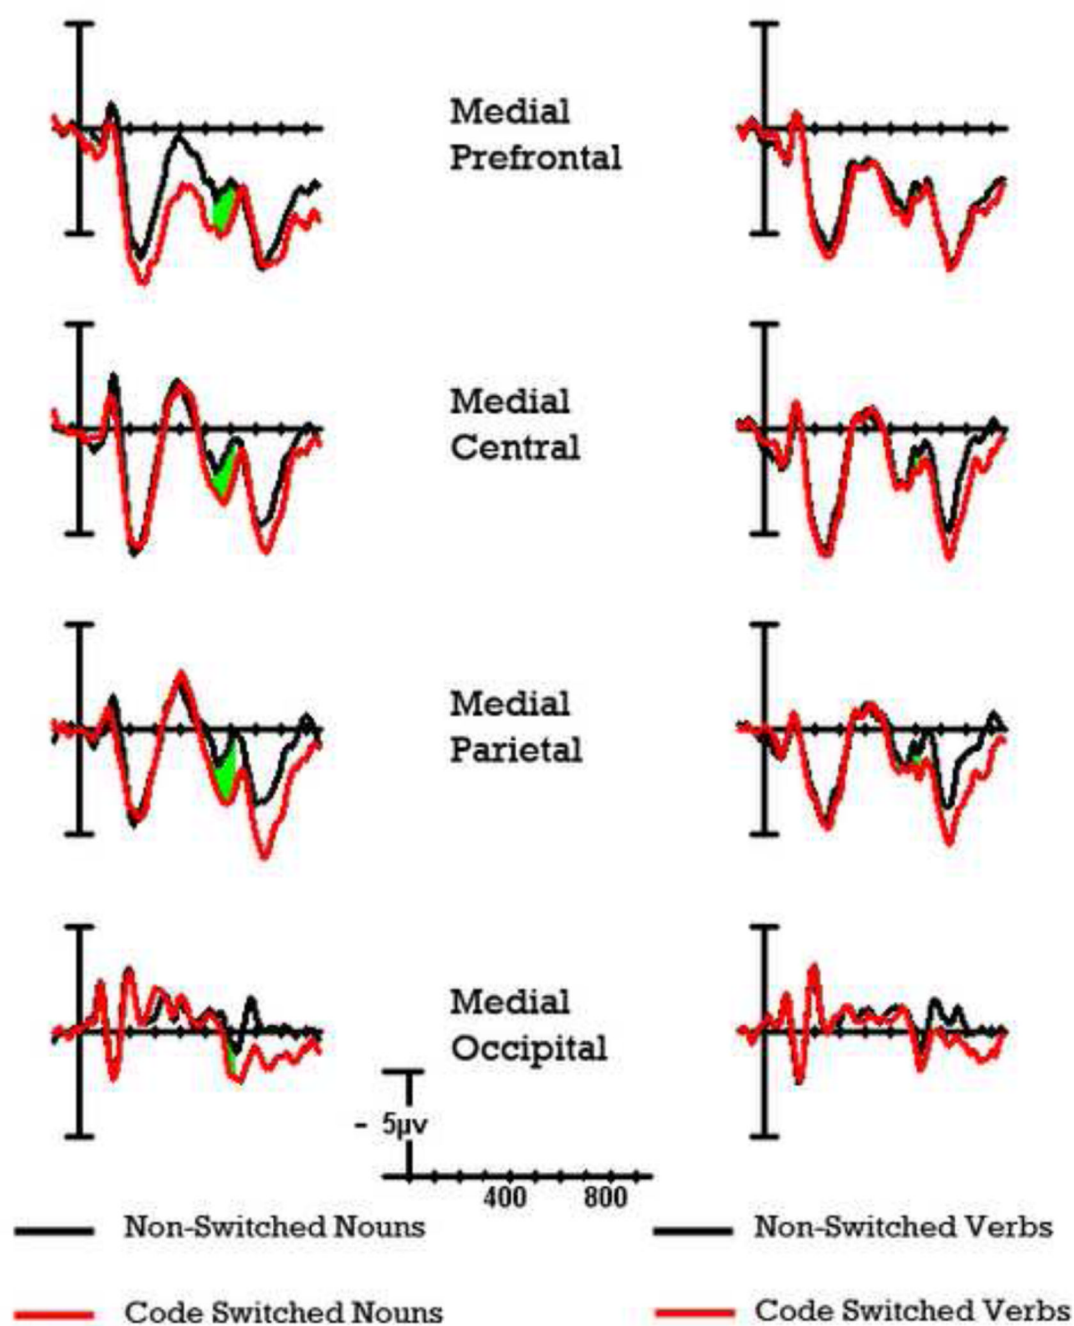 Medial
Prefrontal
Medial
Central
Medial
Parietal
Medial
Occipital
- 5μv
400 800
Non-Switched Nouns
Non-Switched Verbs
Code Switched Nouns
Code Switched Verbs